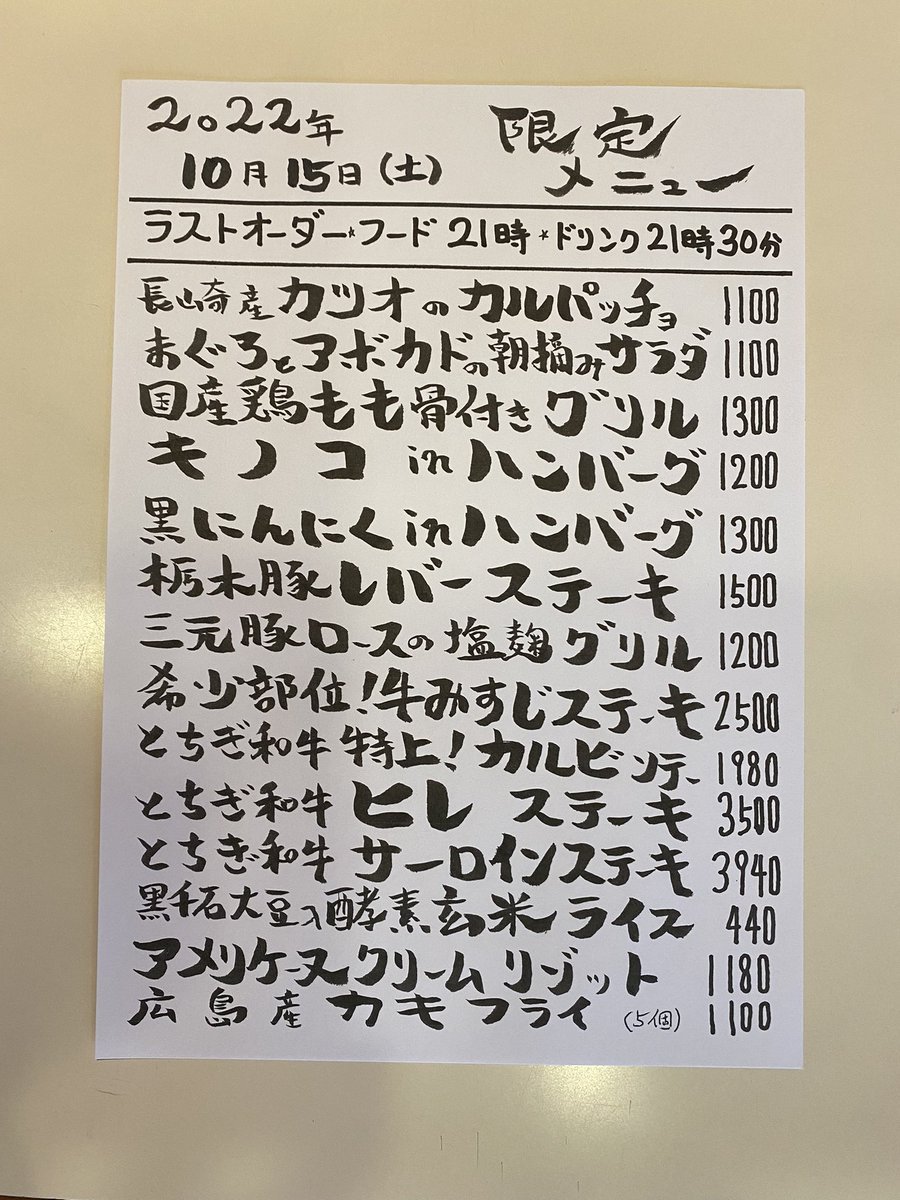 2022年
10月15日(土)
限定
メニュー
ラストオーダー*フード 21時 *ドリンク21時30分
長崎産 カツオのカルパッチョ 1100
まぐろとアボカドの朝摘みサラダ 1100
国産鶏もも骨付きグリル 1300
キノコ in ハンバーグ 1200
黒にんにく in ハンバーグ 1300
栃木豚レバーステーキ 1500
三元豚ロースの塩麹グリル 1200
希少部位!牛みすじステーキ 2500
とちぎ和牛特上!カルビステー 1980
とちぎ和牛 ヒレ ステーキ 3500
とちぎ和牛 サーロインステーキ 3940
黒千石大豆入酵素玄米ライス 440
アメリケーヌクリームリゾット 1180
広島産カキフライ (5個) 1100